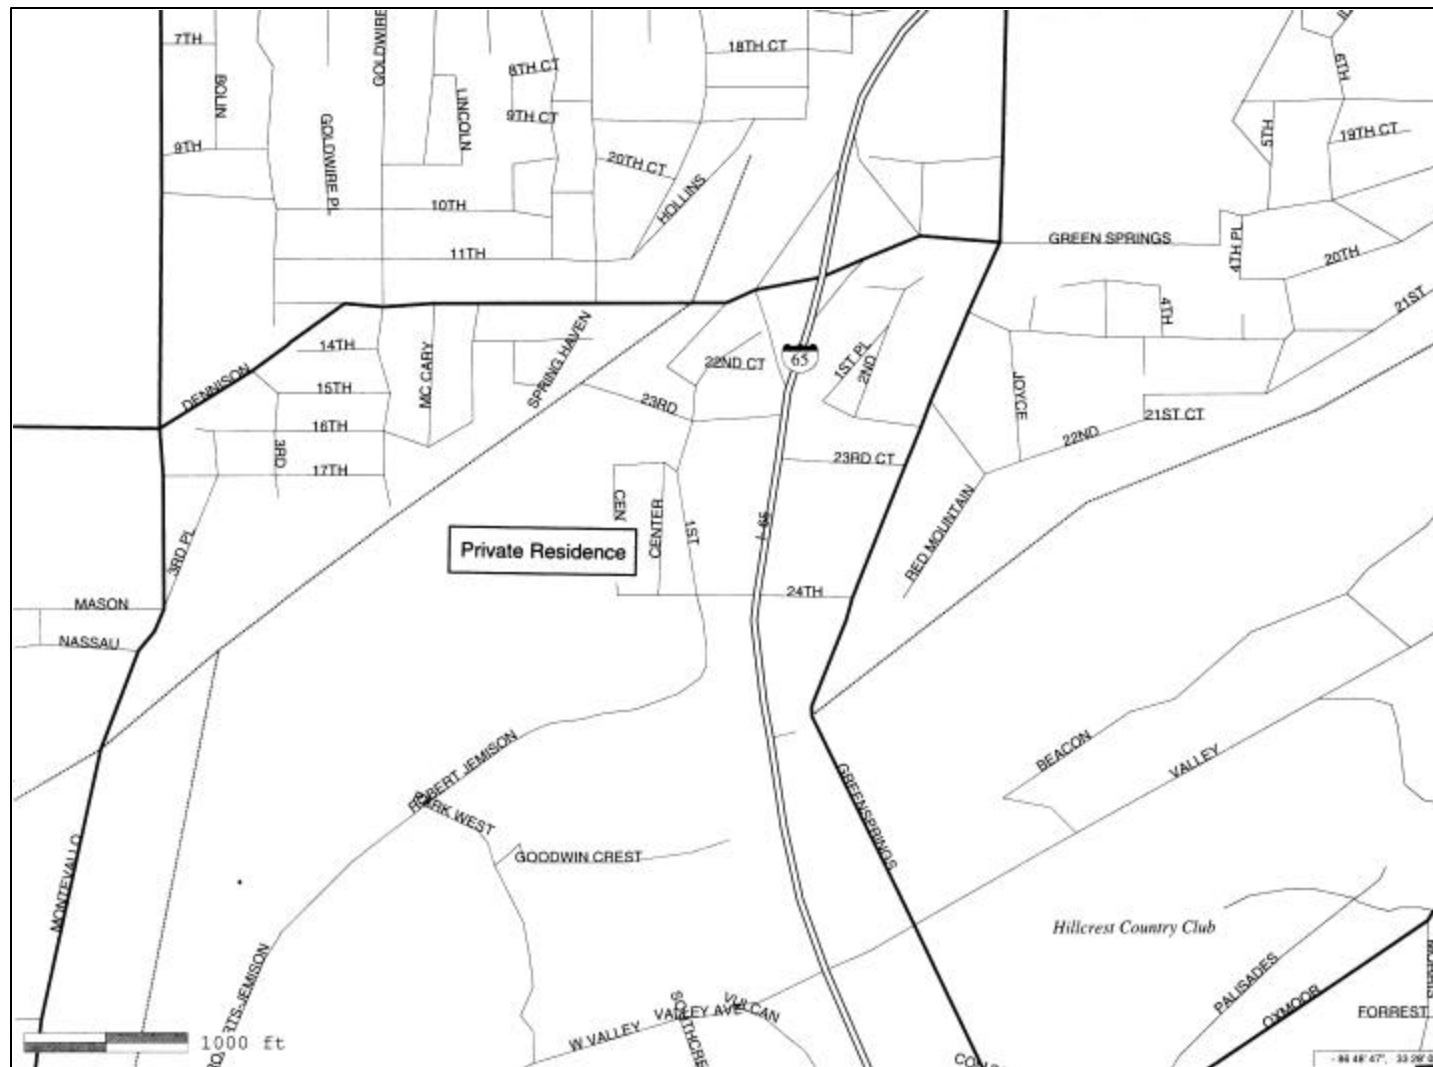 7TH
GOLDWIRE
18TH CT
6TH
8TH CT
BOLIN
LINCOLN
9TH CT
5TH
19TH CT
GOLDWIRE PL
9TH
20TH CT
HOLLINS
10TH
11TH
GREEN SPRINGS
4TH PL
20TH
21ST
4TH
SPRING HAVEN
14TH
MC CARY
65
22ND CT
1ST PL
2ND
DENNISON
15TH
23RD
JOYCE
21ST CT
16TH
22ND
3RD
17TH
23RD CT
CEN
CENTER
1ST
I-65
RED MOUNTAIN
3RD PL
Private Residence
24TH
MASON
NASSAU
ROBERT JEMISON
BEACON
VALLEY
PARK WEST
GREENSPRINGS
GOODWIN CREST
MONTEVALLO
Hillcrest Country Club
PALISADES
OXMOOR
FORREST
VULCAN
VALLEY AVE
W VALLEY
1000 ft